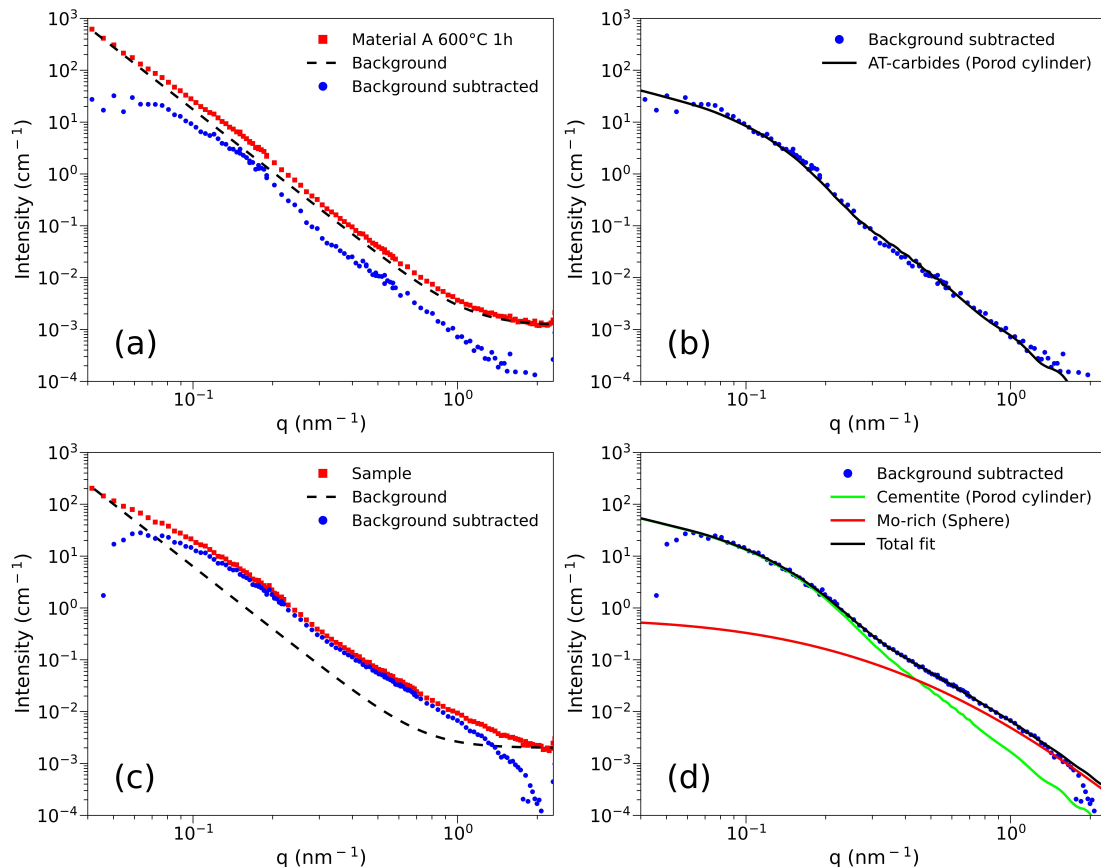 10³
10²
10¹
10⁰
10⁻¹
10⁻²
10⁻³
10⁻⁴
Intensity (cm⁻¹)
Material A 600°C 1h
Background
Background subtracted
(a)
10⁻¹
10⁰
q (nm⁻¹)
10³
10²
10¹
10⁰
10⁻¹
10⁻²
10⁻³
10⁻⁴
Intensity (cm⁻¹)
Background subtracted
AT-carbides (Porod cylinder)
(b)
10⁻¹
10⁰
q (nm⁻¹)
10³
10²
10¹
10⁰
10⁻¹
10⁻²
10⁻³
10⁻⁴
Intensity (cm⁻¹)
Sample
Background
Background subtracted
(c)
10⁻¹
10⁰
q (nm⁻¹)
10³
10²
10¹
10⁰
10⁻¹
10⁻²
10⁻³
10⁻⁴
Intensity (cm⁻¹)
Background subtracted
Cementite (Porod cylinder)
Mo-rich (Sphere)
Total fit
(d)
10⁻¹
10⁰
q (nm⁻¹)